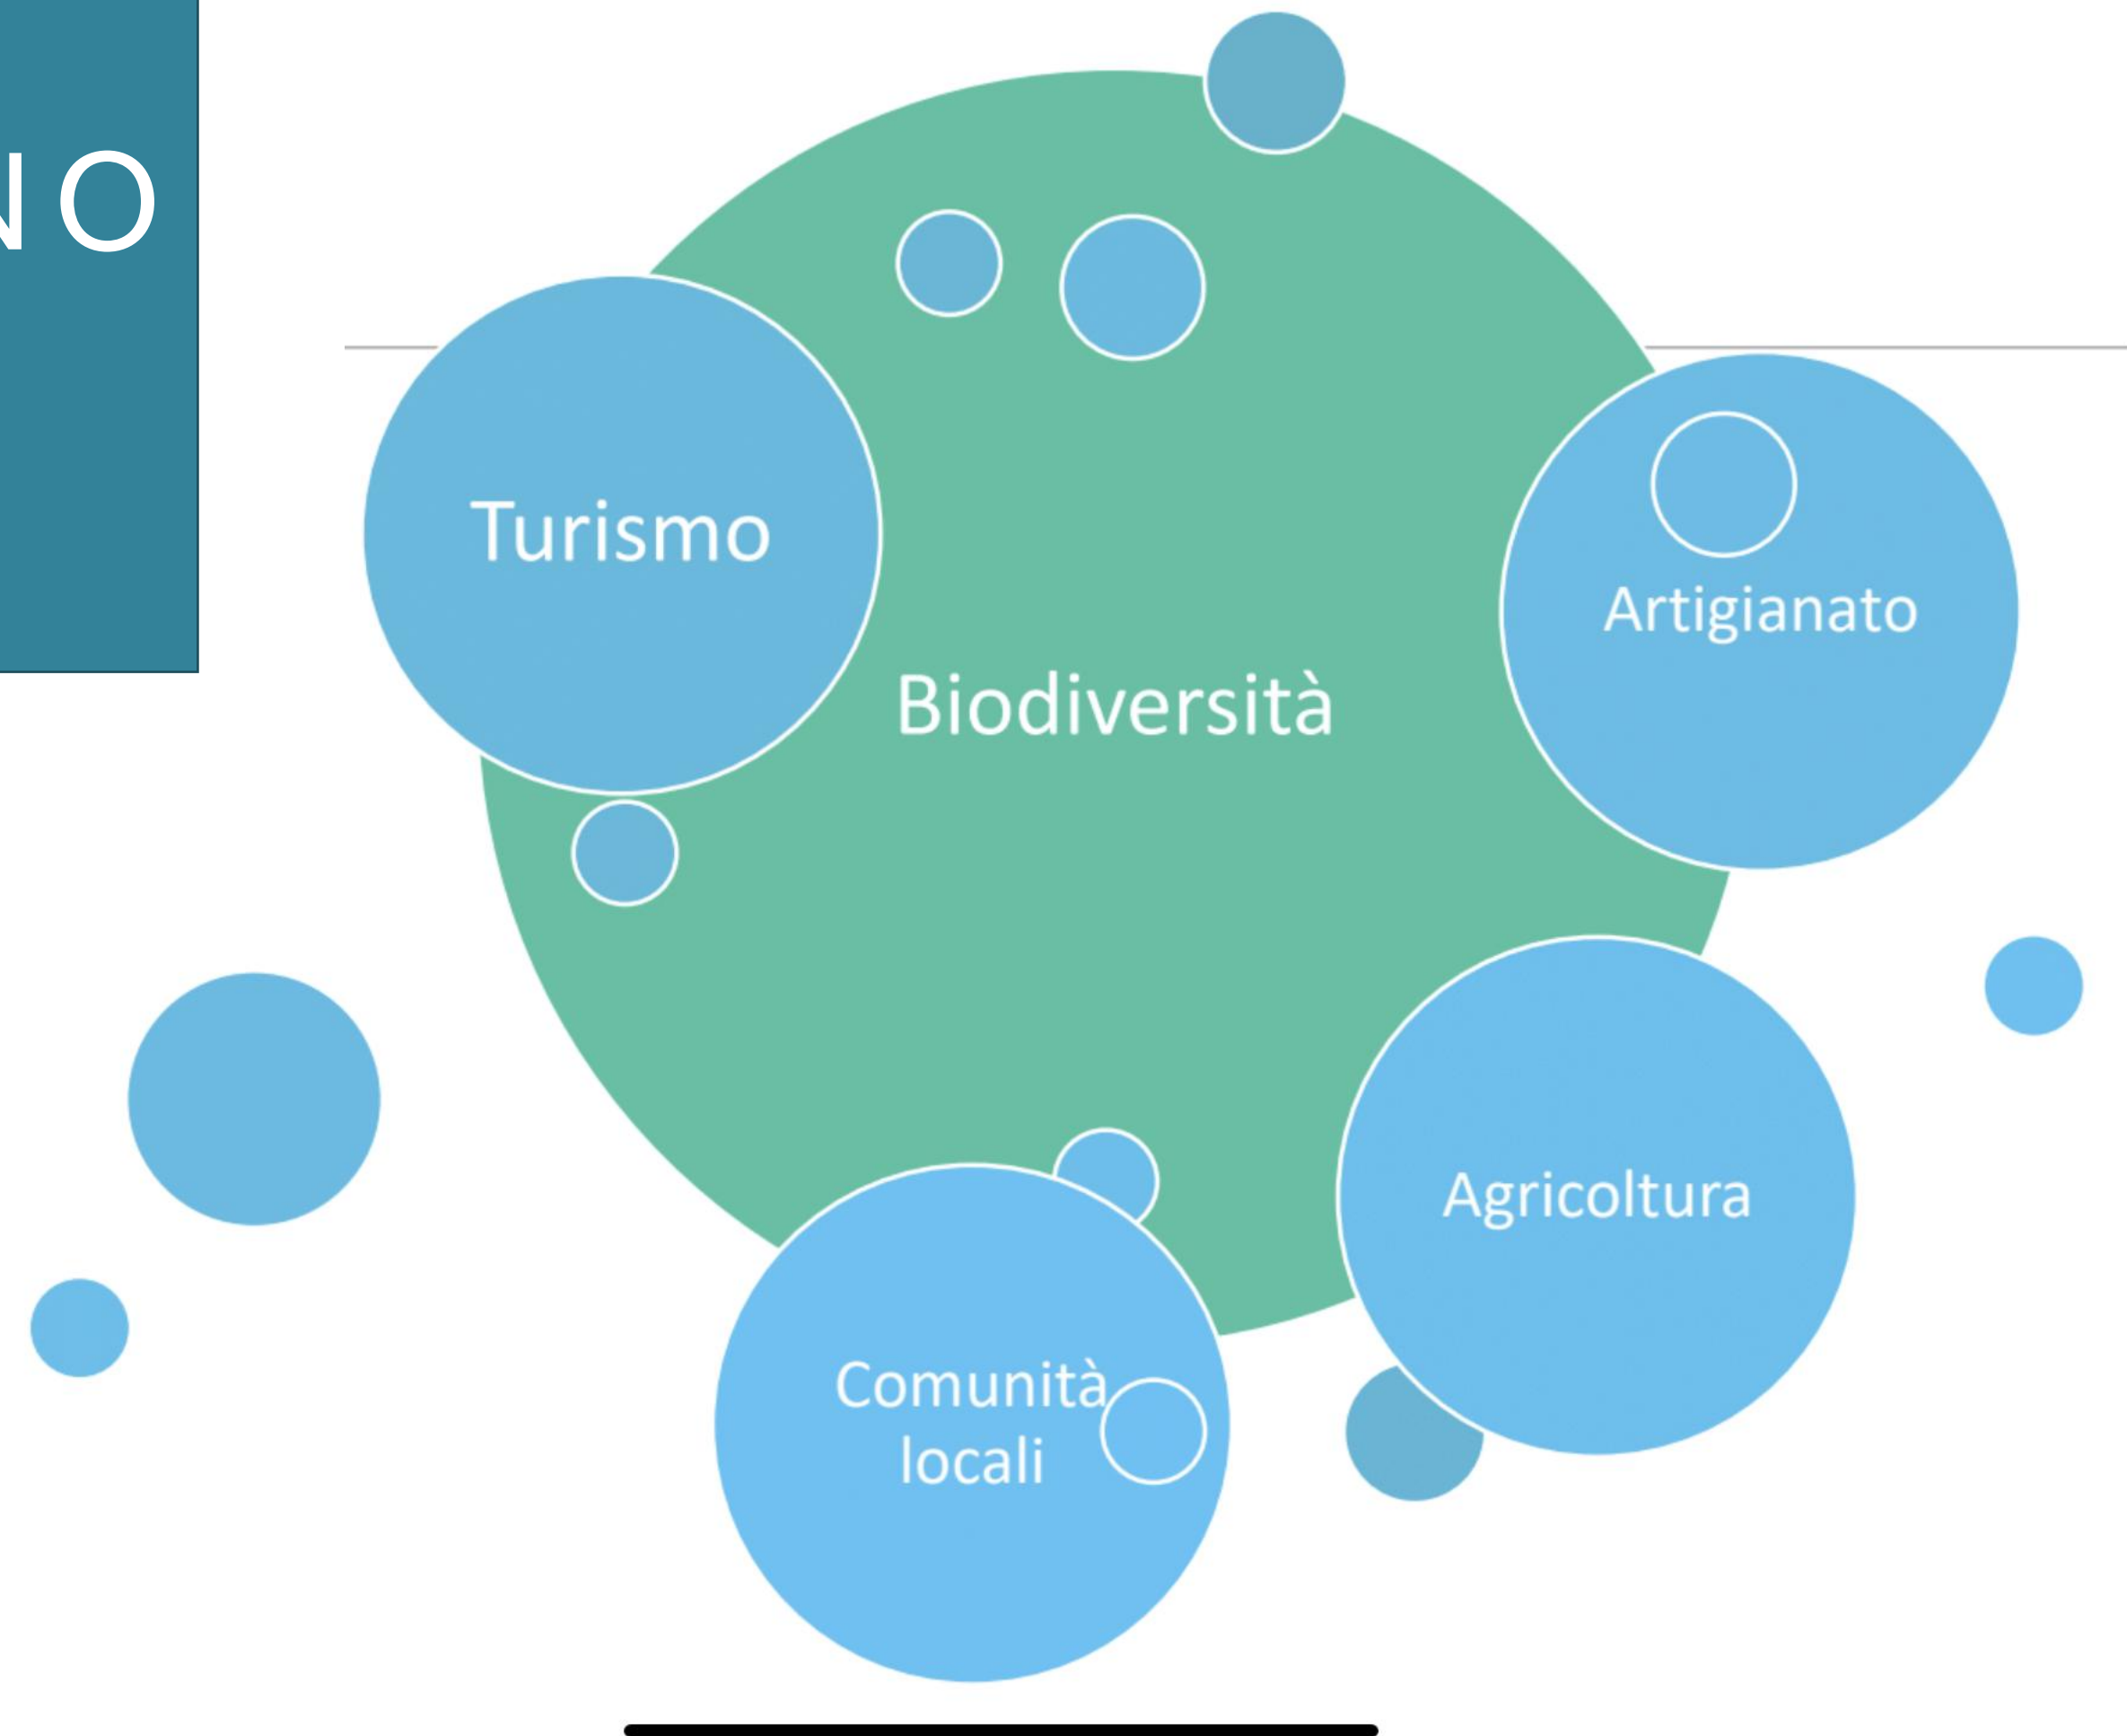 NO
Turismo
Artigianato
Biodiversità
Agricoltura
Comunità
locali